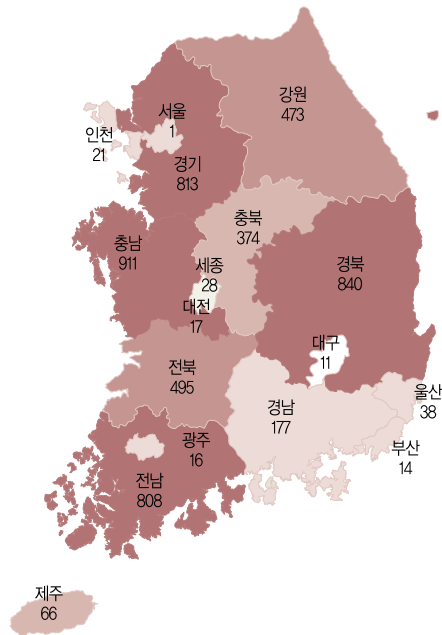 강원
473
서울
1
인천
21
경기
813
충북
374
충남
911
세종
28
경북
840
대전
17
대구
11
전북
495
울산
38
경남
177
광주
16
부산
14
전남
808
제주
66